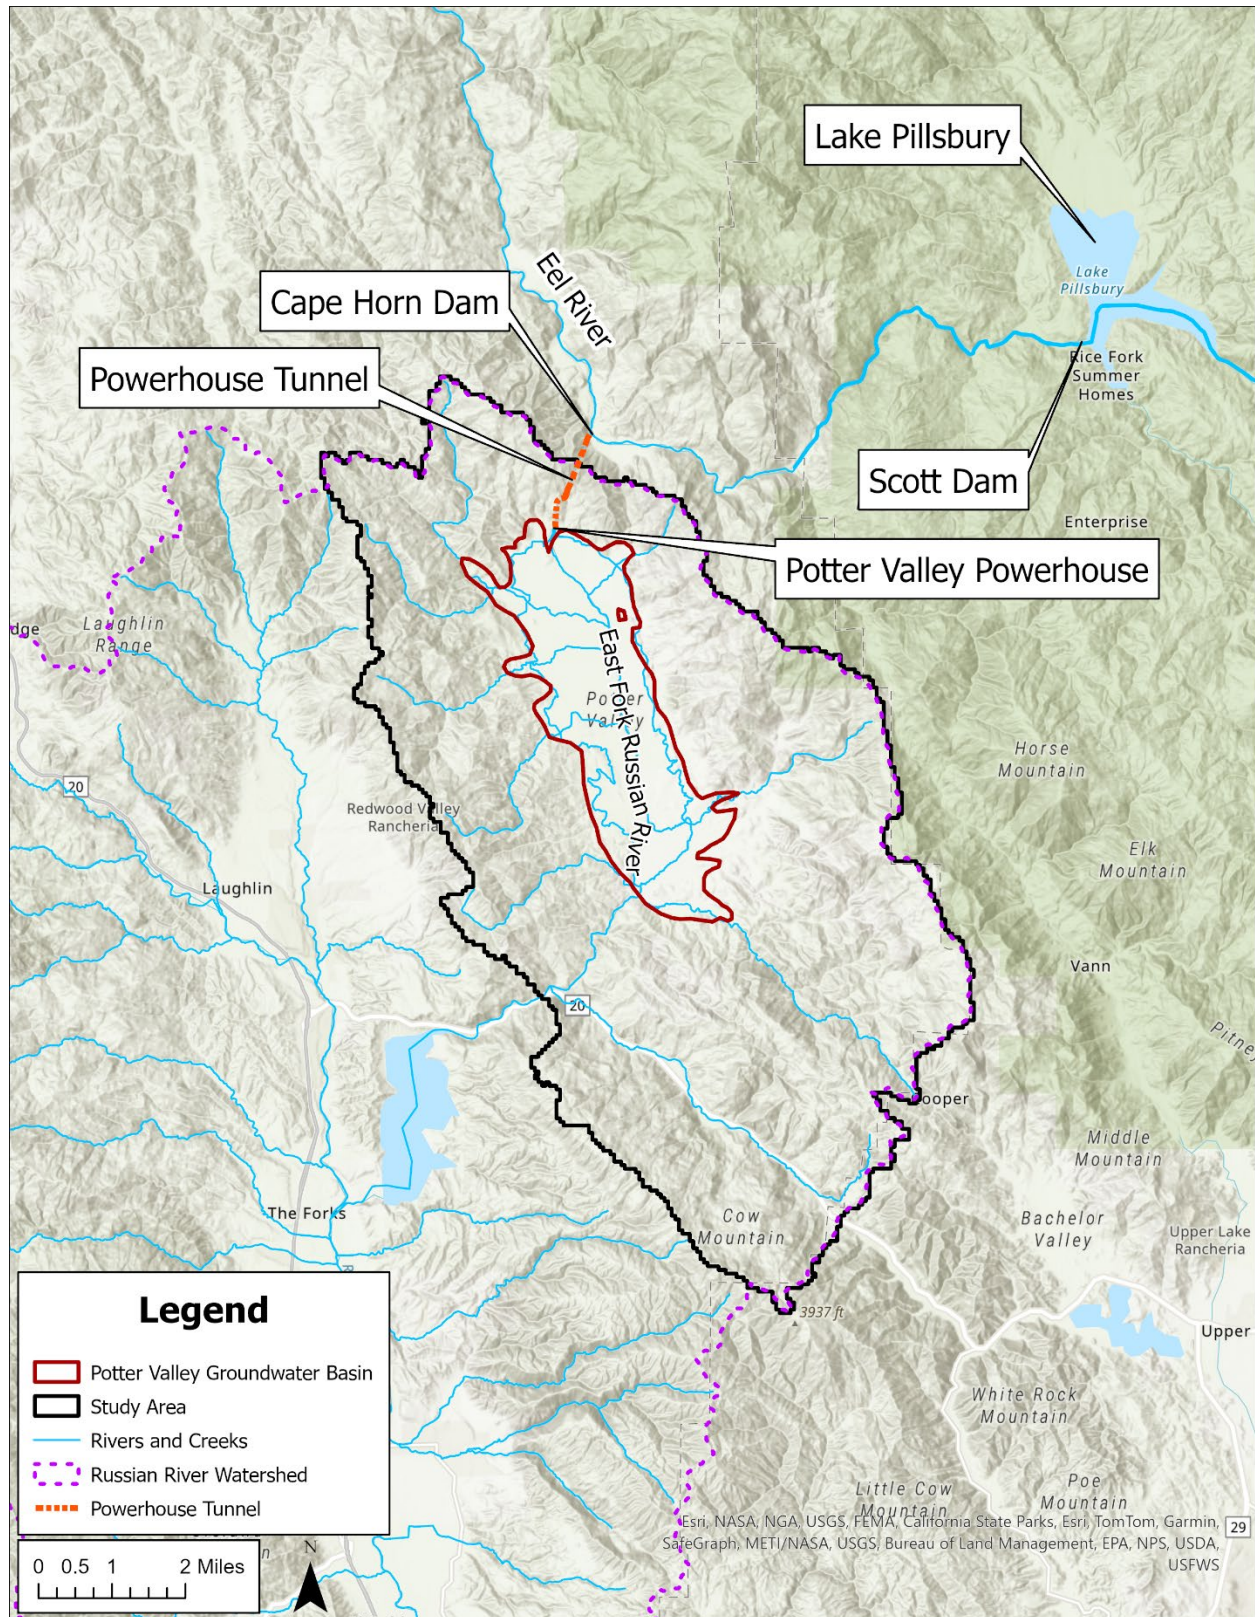 Lake Pillsbury
Lake
Pillsbury
Eel River
Cape Horn Dam
Powerhouse Tunnel
Rice Fork
Summer
Homes
Scott Dam
Enterprise
Potter Valley Powerhouse
Laughlin
Range
dge
East Fork Russian River
Potter
Valley
Horse
Mountain
20
Redwood Valley
Rancheria
Elk
Mountain
Laughlin
Vann
20
Pitney
ooper
Middle
Mountain
The Forks
Cow
Mountain
Bachelor
Valley
Upper Lake
Rancheria
3937 ft
Upper
Legend
Potter Valley Groundwater Basin
Study Area
Rivers and Creeks
Russian River Watershed
Powerhouse Tunnel
White Rock
Mountain
Little Cow
Mountain
Poe
Mountain
29
Esri, NASA, NGA, USGS, FEMA, California State Parks, Esri, TomTom, Garmin,
SafeGraph, METI/NASA, USGS, Bureau of Land Management, EPA, NPS, USDA,
USFWS
0 0.5 1 2 Miles
N